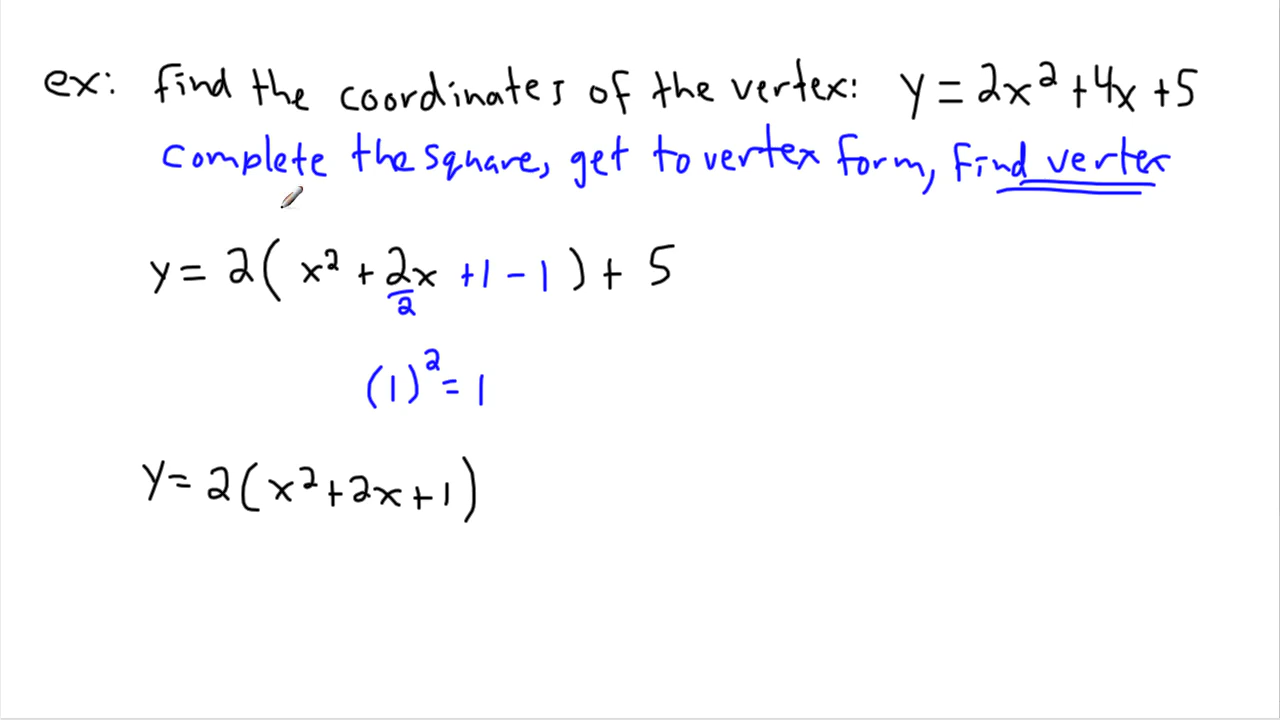 ex: find the coordinates of the vertex: y = 2x² + 4x + 5
Complete the square, get to vertex form, Find vertex
y = 2( x² + 2x + 1 - 1 ) + 5
2
(1)² = 1
y = 2(x² + 2x + 1)